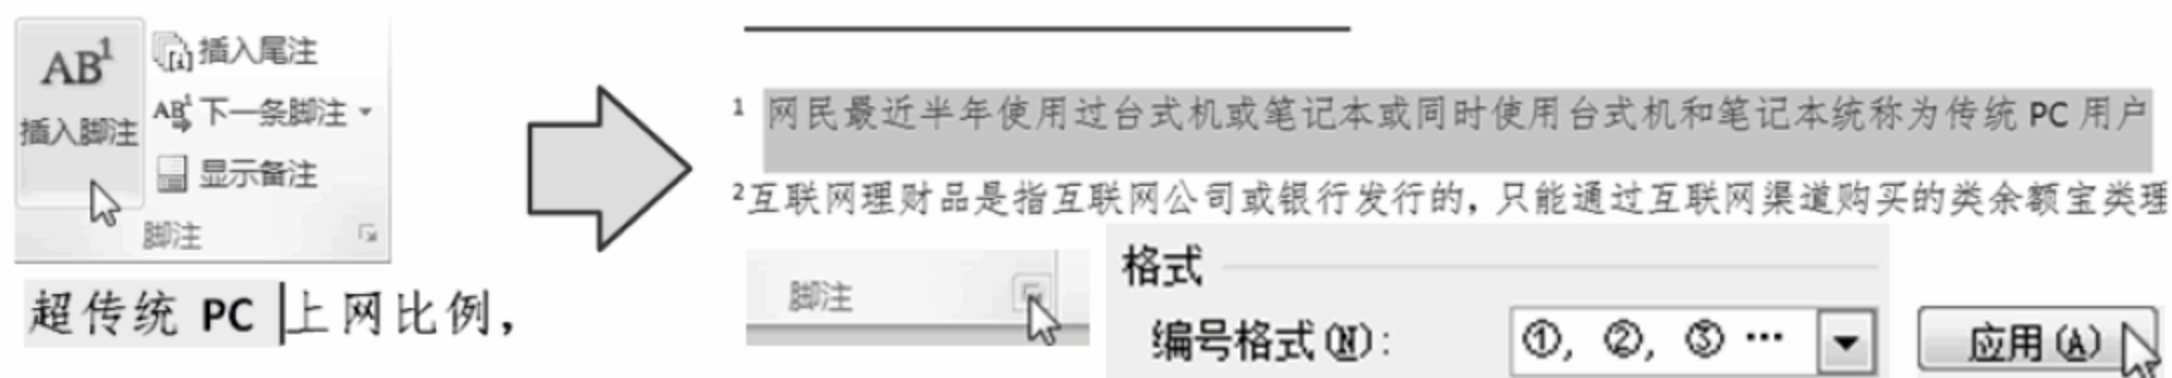 AB¹
插入脚注
插入尾注
AB¹ 下一条脚注
显示备注
脚注
超传统 PC 上网比例，
1 网民最近半年使用过台式机或笔记本或同时使用台式机和笔记本统称为传统 PC 用户
2 互联网理财品是指互联网公司或银行发行的，只能通过互联网渠道购买的类余额宝类理
脚注
格式
编号格式(N)： ①，②，③ …
应用(A)